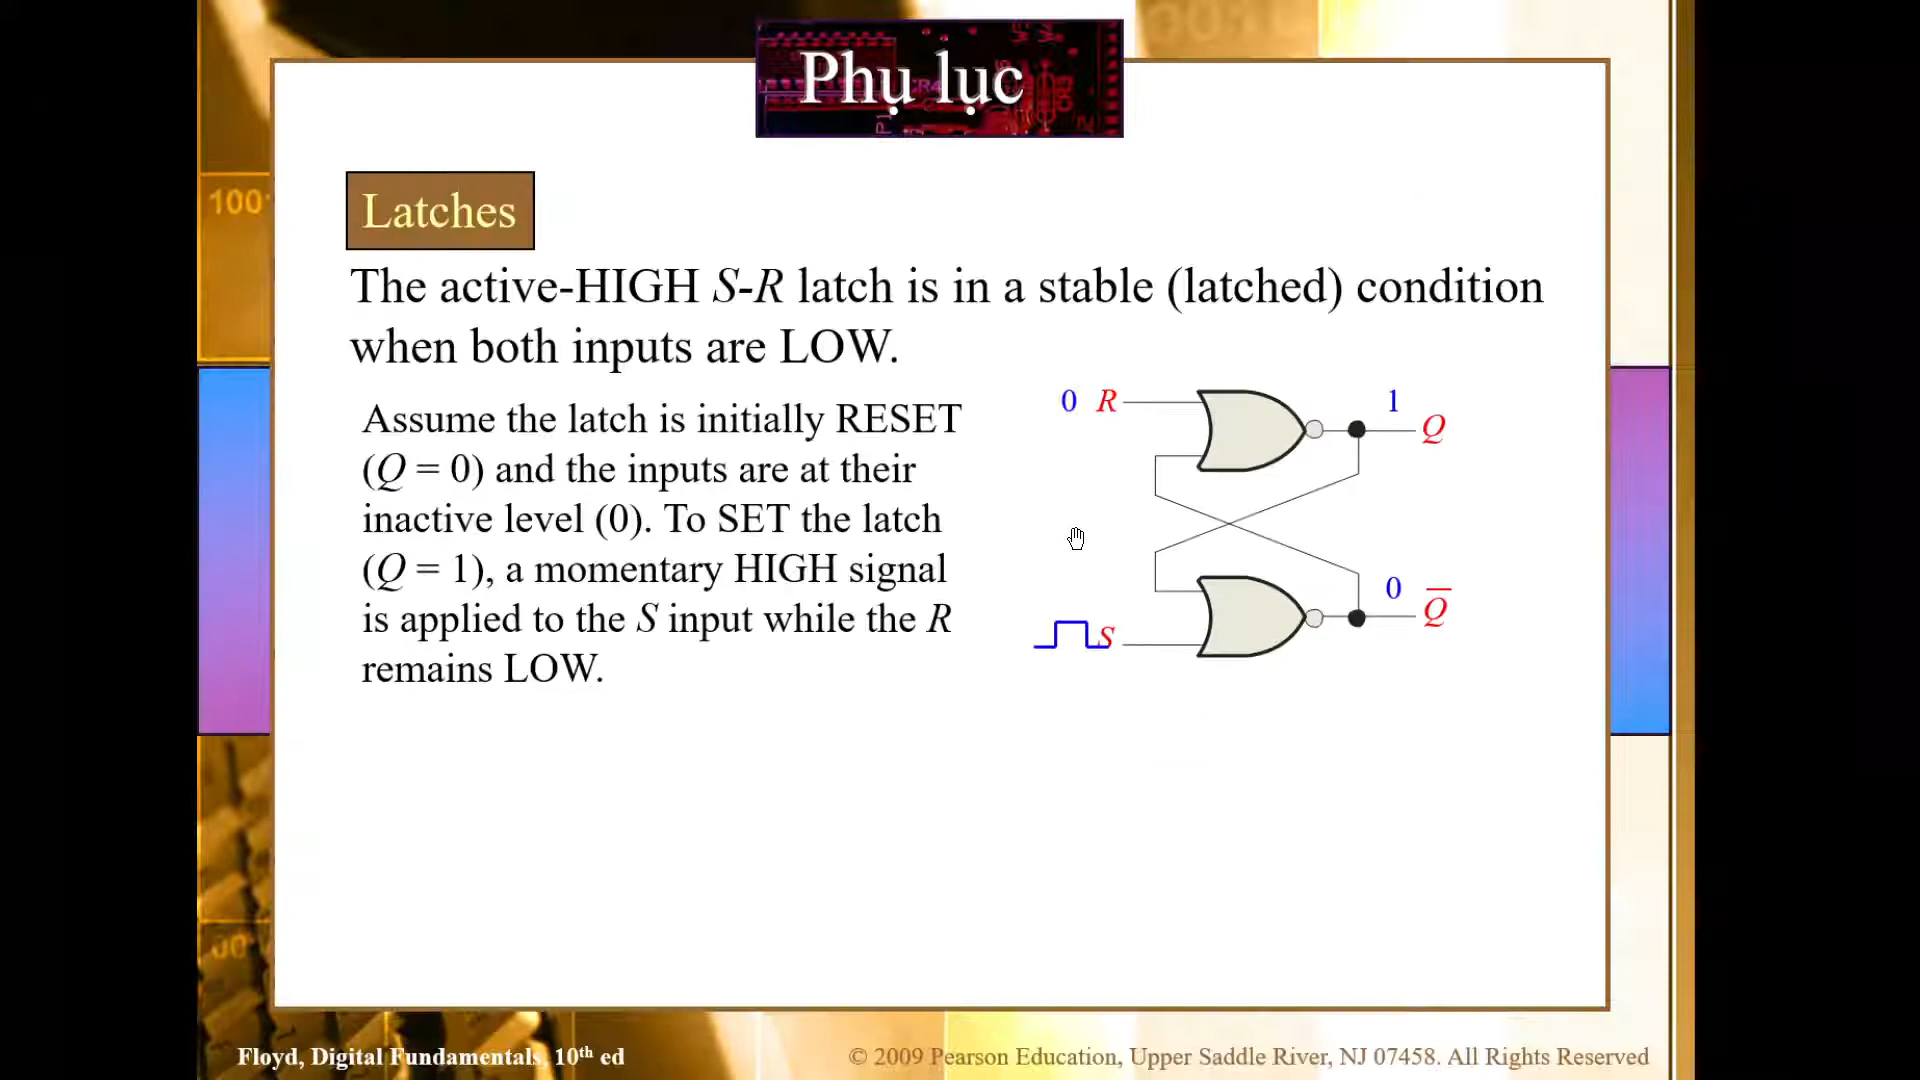 Phụ lục
Latches
The active-HIGH S-R latch is in a stable (latched) condition
when both inputs are LOW.
Assume the latch is initially RESET
(Q = 0) and the inputs are at their
inactive level (0). To SET the latch
(Q = 1), a momentary HIGH signal
is applied to the S input while the R
remains LOW.
0 R
1
Q
0
Q̅
S
Floyd, Digital Fundamentals, 10th ed
© 2009 Pearson Education, Upper Saddle River, NJ 07458. All Rights Reserved